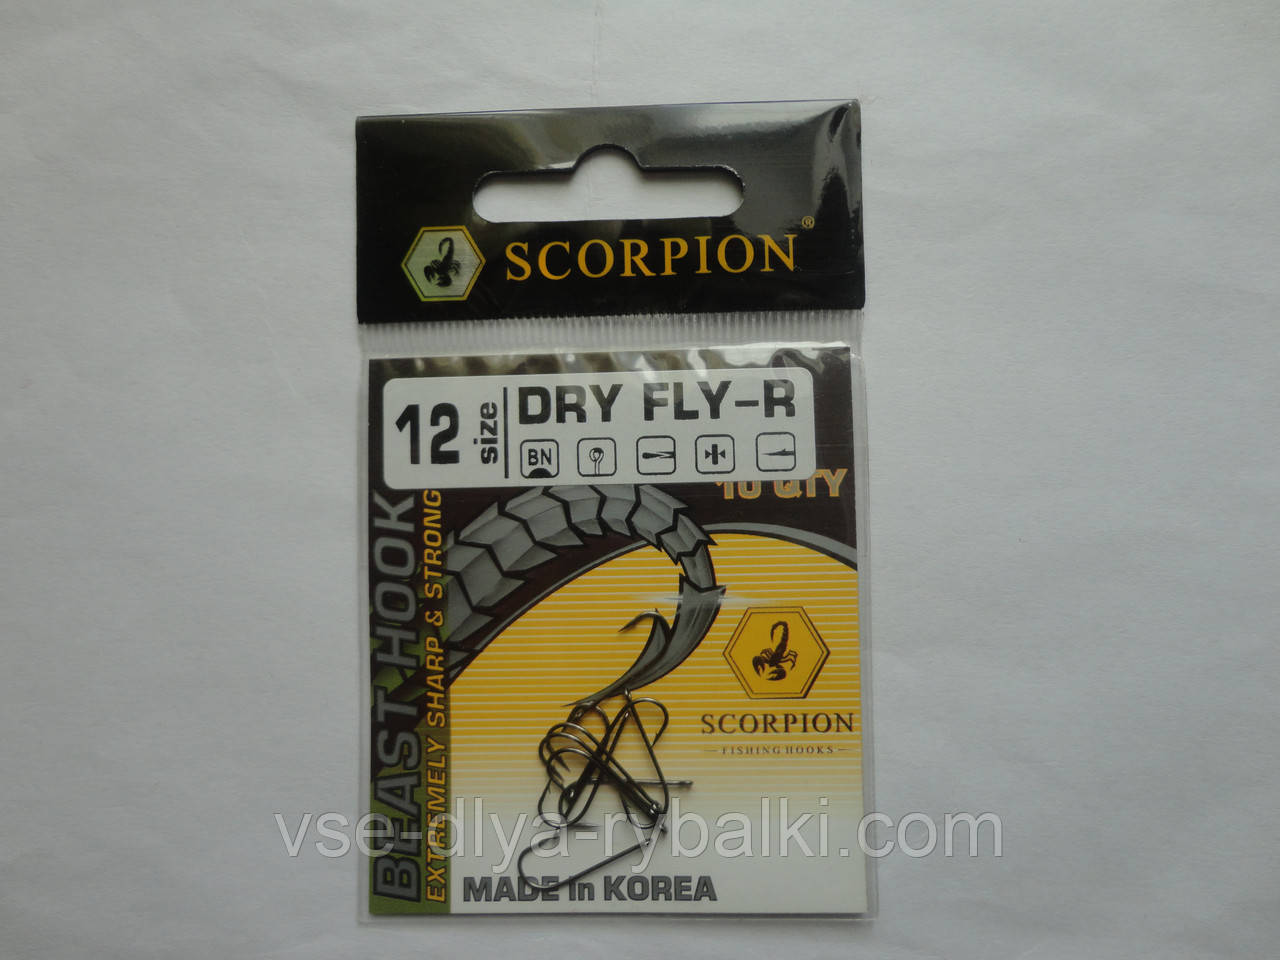 SCORPION®
12 size DRY FLY-R
BN
10 QTY
BEAST HOOK
EXTREMELY SHARP & STRONG
SCORPION
FISHING HOOKS
vse-dlya-rybalki.com
MADE in KOREA